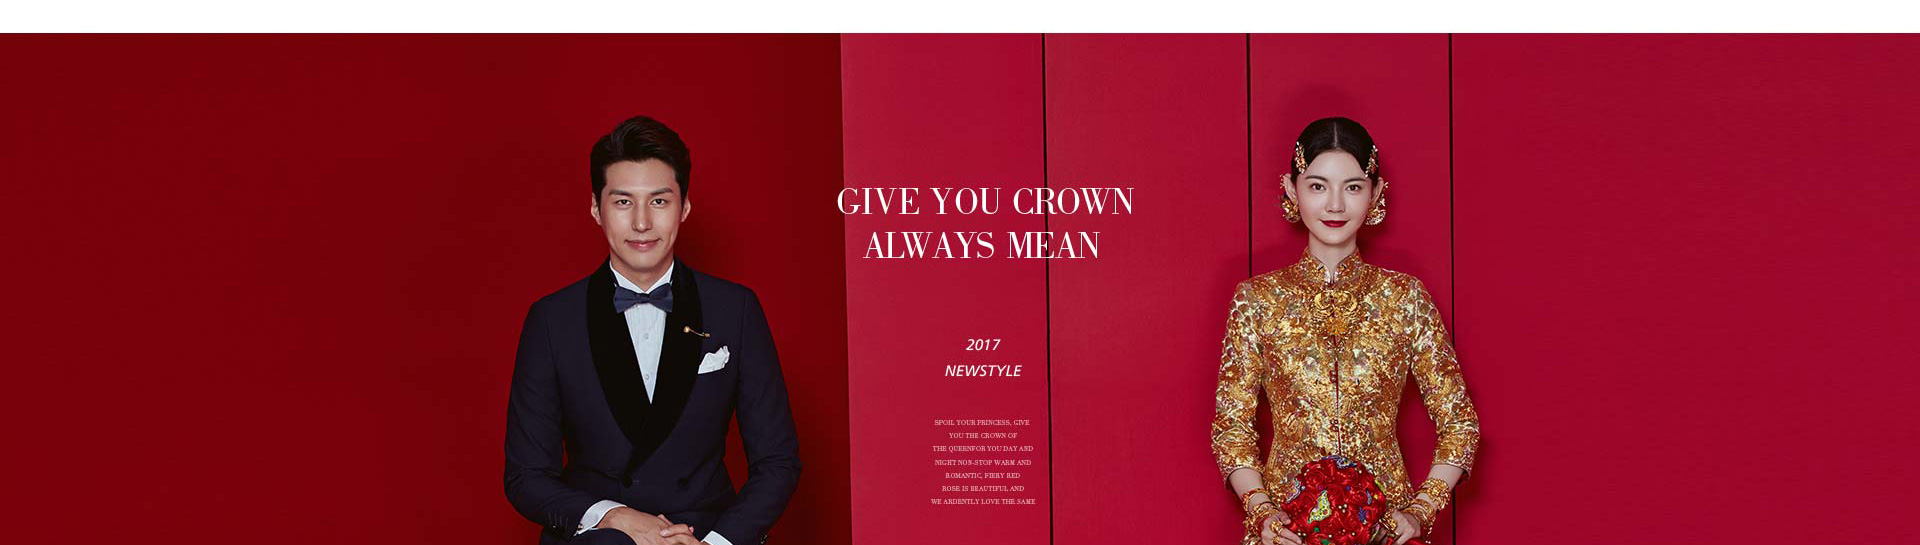 GIVE YOU CROWN
ALWAYS MEAN
2017
NEWSTYLE
SPOIL YOUR PRINCESS, GIVE
YOU THE CROWN OF
THE QUEENFOR YOU DAY AND
NIGHT NON-STOP WARM AND
ROMANTIC, FIERY RED
ROSE IS BEAUTIFUL AND
WE ARDENTLY LOVE THE SAME